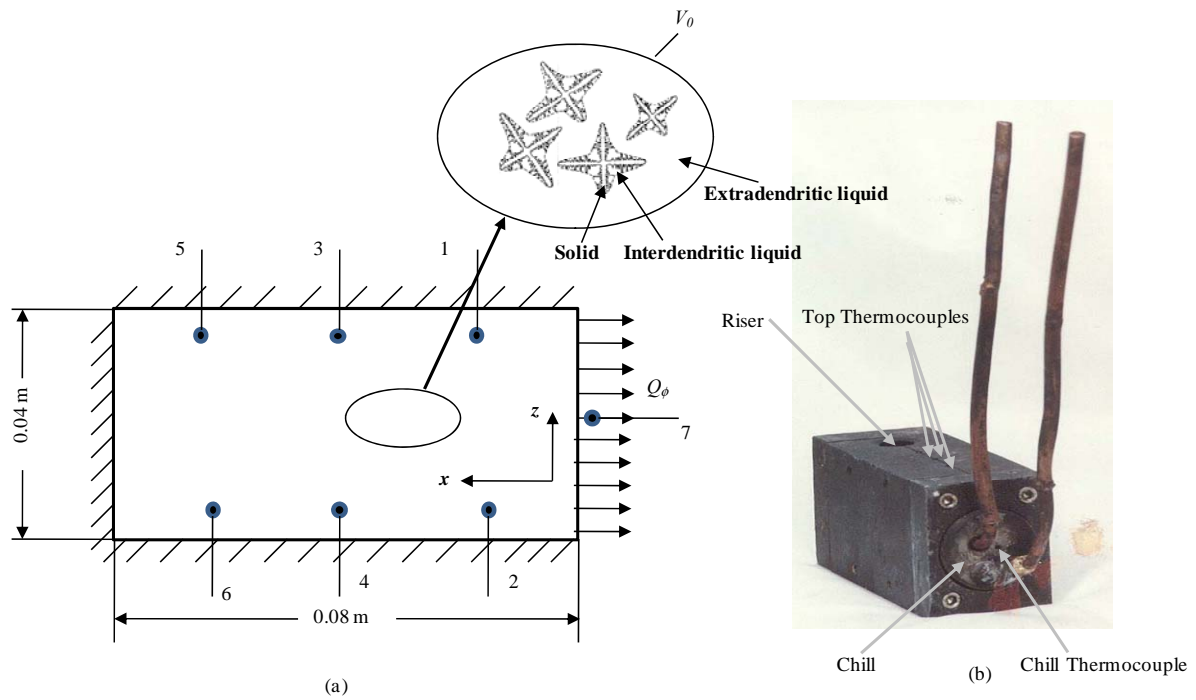 V0
Extradendritic liquid
Solid
Interdendritic liquid
5
3
1
Riser
Top Thermocouples
0.04 m
Qϕ
z
7
x
6
4
2
0.08 m
Chill
Chill Thermocouple
(a)
(b)